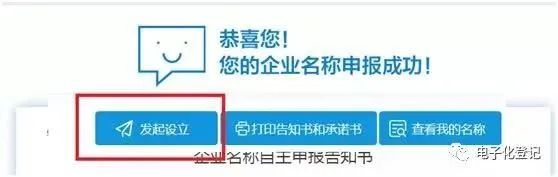 恭喜您！
您的企业名称申报成功！
发起设立 打印告知书和承诺书 查看我的名称
企业名称自主申报告知书
电子化登记